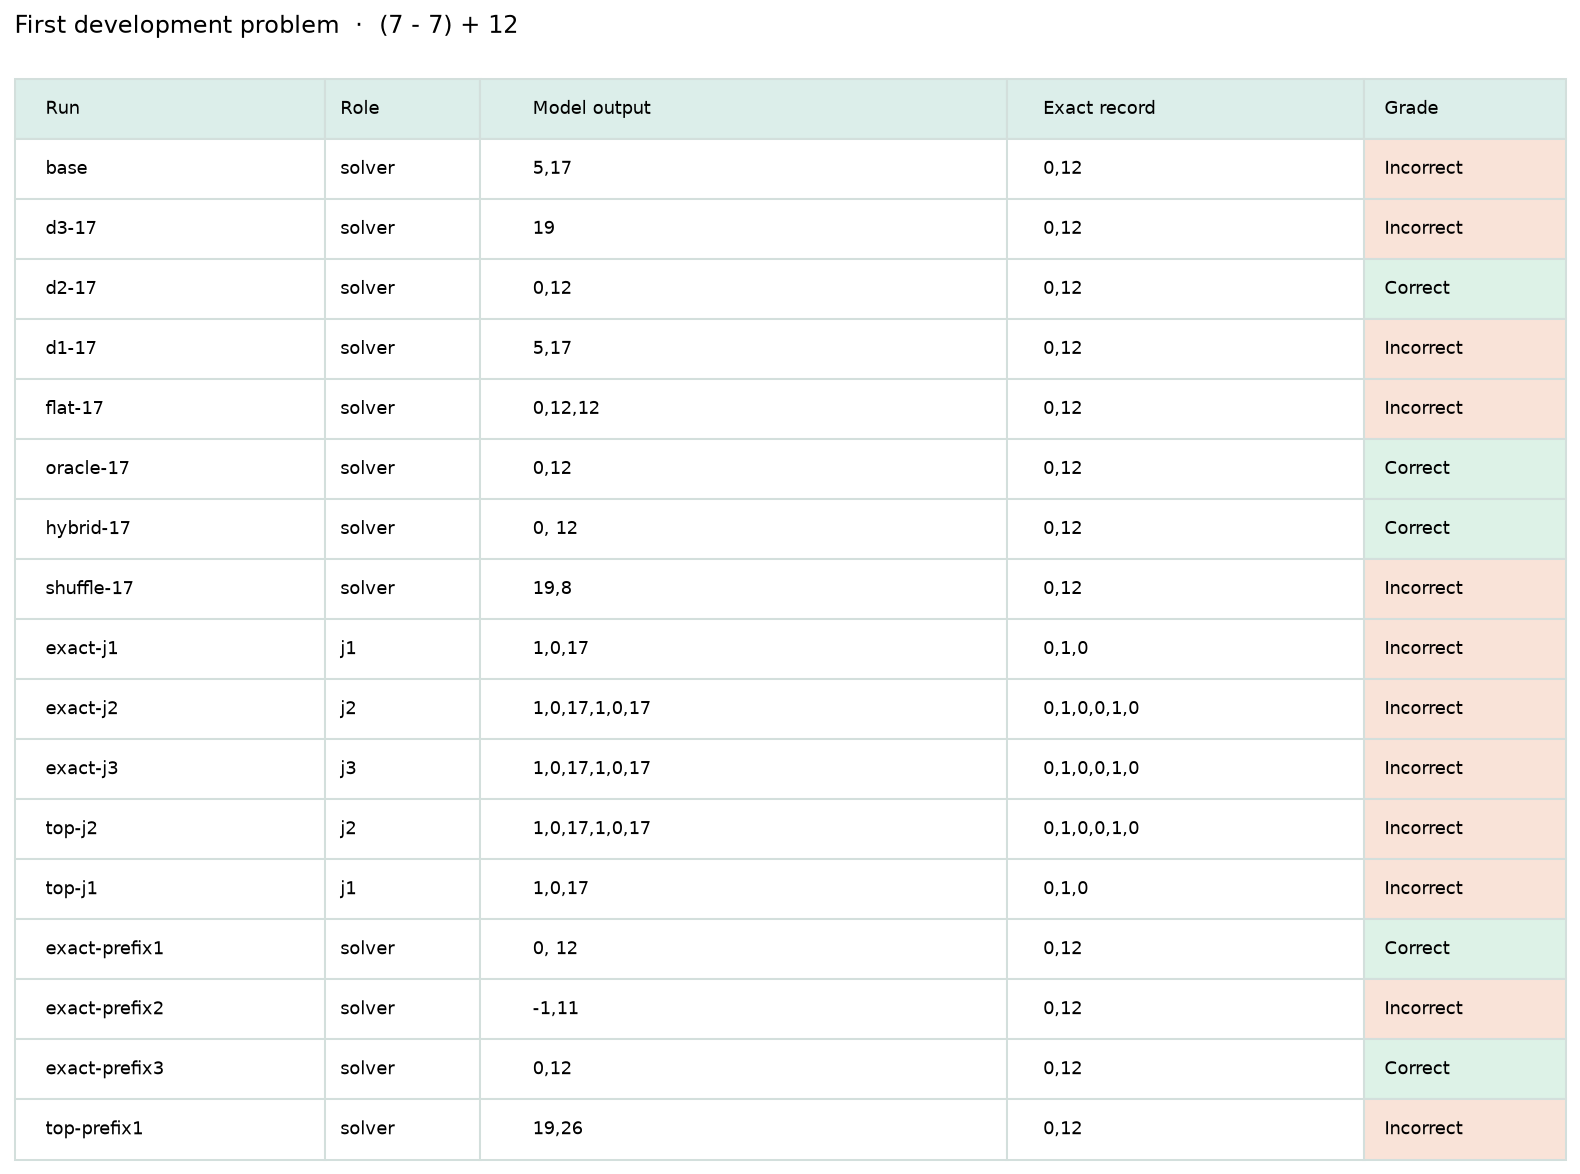 First development problem · (7 - 7) + 12
Run Role Model output Exact record Grade
base solver 5,17 0,12 Incorrect
d3-17 solver 19 0,12 Incorrect
d2-17 solver 0,12 0,12 Correct
d1-17 solver 5,17 0,12 Incorrect
flat-17 solver 0,12,12 0,12 Incorrect
oracle-17 solver 0,12 0,12 Correct
hybrid-17 solver 0, 12 0,12 Correct
shuffle-17 solver 19,8 0,12 Incorrect
exact-j1 j1 1,0,17 0,1,0 Incorrect
exact-j2 j2 1,0,17,1,0,17 0,1,0,0,1,0 Incorrect
exact-j3 j3 1,0,17,1,0,17 0,1,0,0,1,0 Incorrect
top-j2 j2 1,0,17,1,0,17 0,1,0,0,1,0 Incorrect
top-j1 j1 1,0,17 0,1,0 Incorrect
exact-prefix1 solver 0, 12 0,12 Correct
exact-prefix2 solver -1,11 0,12 Incorrect
exact-prefix3 solver 0,12 0,12 Correct
top-prefix1 solver 19,26 0,12 Incorrect